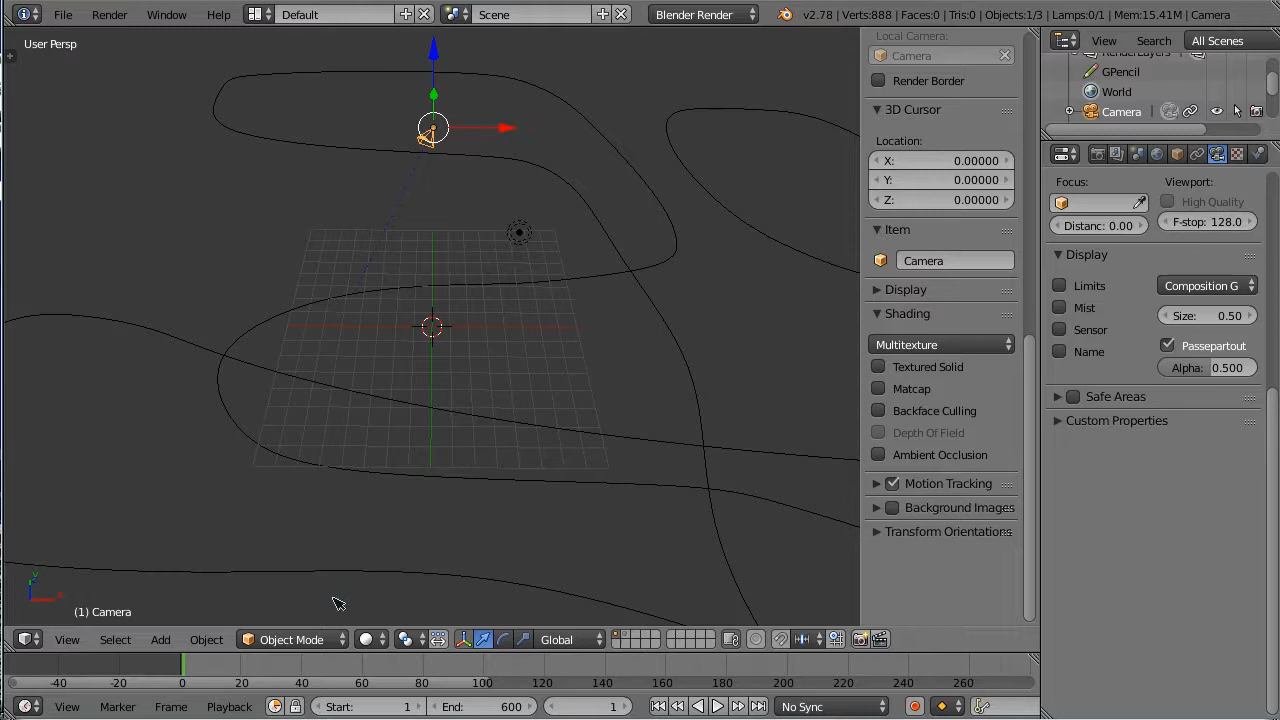 File Render Window Help Default Scene Blender Render v2.78 | Verts:888 | Faces:0 | Tris:0 | Objects:1/3 | Lamps:0/1 | Mem:15.41M | Camera
User Persp
Local Camera:
Camera
Render Border
3D Cursor
Location:
X: 0.00000
Y: 0.00000
Z: 0.00000
Item
Camera
Display
Shading
Multitexture
Textured Solid
Matcap
Backface Culling
Depth Of Field
Ambient Occlusion
Motion Tracking
Background Images
Transform Orientations
View Search All Scenes
RenderLayers
GPencil
World
Camera
Focus: Viewport:
High Quality
Distanc: 0.00 F-stop: 128.0
Display
Limits Composition G
Mist Size: 0.50
Sensor
Name Passepartout
Alpha: 0.500
Safe Areas
Custom Properties
y
x
(1) Camera
View Select Add Object Object Mode Global
-40 -20 0 20 40 60 80 100 120 140 160 180 200 220 240 260
View Marker Frame Playback Start: 1 End: 600 1 No Sync